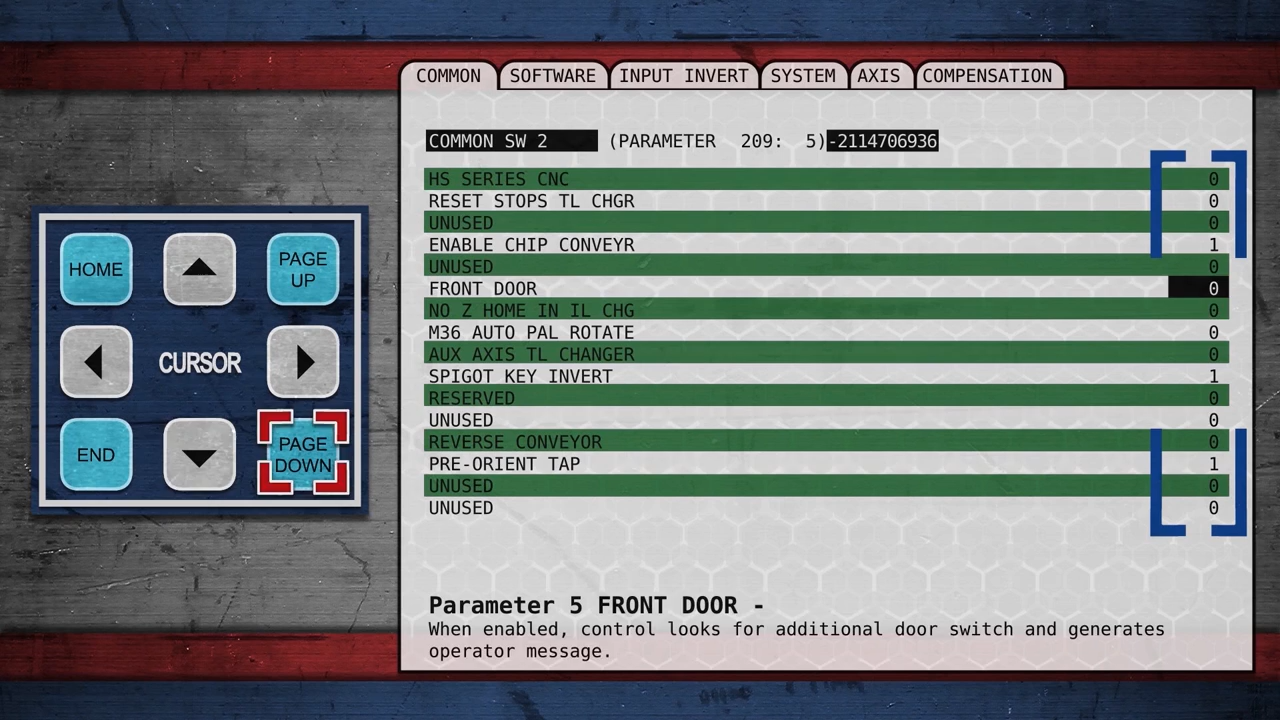 COMMON SOFTWARE INPUT INVERT SYSTEM AXIS COMPENSATION
COMMON SW 2 (PARAMETER 209: 5)-2114706936
HS SERIES CNC 0
RESET STOPS TL CHGR 0
UNUSED 0
ENABLE CHIP CONVEYR 1
UNUSED 0
FRONT DOOR 0
NO Z HOME IN IL CHG 0
M36 AUTO PAL ROTATE 0
AUX AXIS TL CHANGER 0
SPIGOT KEY INVERT 1
RESERVED 0
UNUSED 0
REVERSE CONVEYOR 0
PRE-ORIENT TAP 1
UNUSED 0
UNUSED 0
Parameter 5 FRONT DOOR -
When enabled, control looks for additional door switch and generates
operator message.
HOME
PAGE
UP
CURSOR
END
PAGE
DOWN